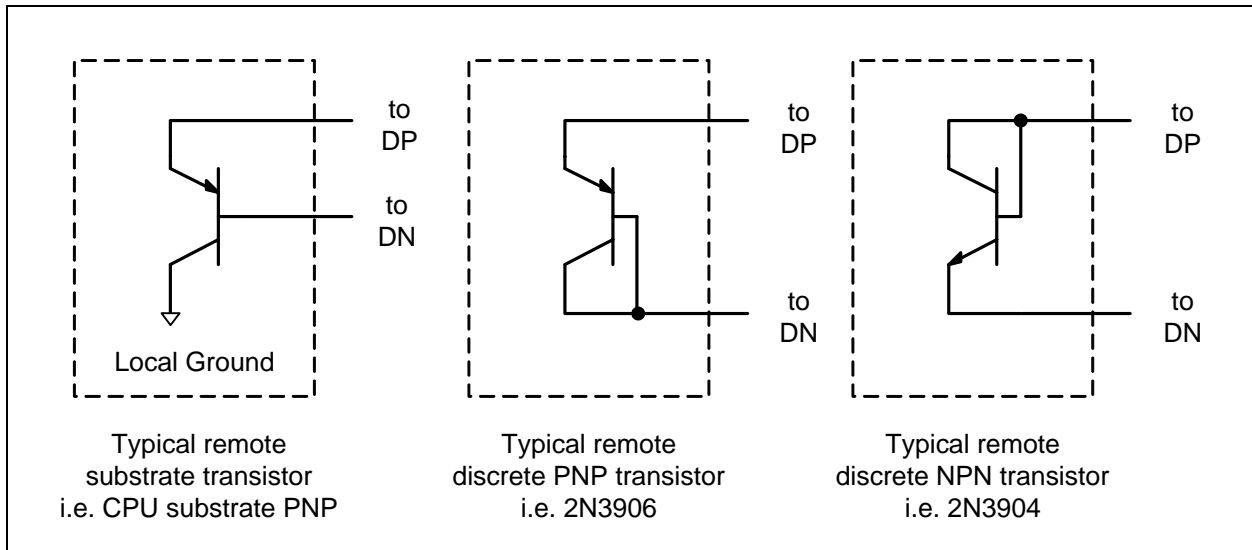 to
DP
to
DN
Local Ground
Typical remote
substrate transistor
i.e. CPU substrate PNP
to
DP
to
DN
Typical remote
discrete PNP transistor
i.e. 2N3906
to
DP
to
DN
Typical remote
discrete NPN transistor
i.e. 2N3904